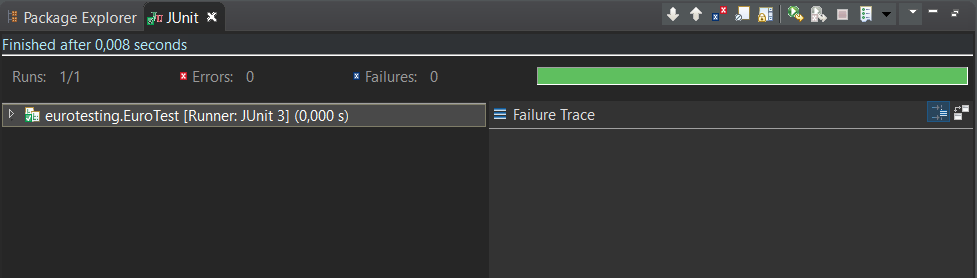 Package Explorer JUnit
Finished after 0,008 seconds
Runs: 1/1 Errors: 0 Failures: 0
eurotesting.EuroTest [Runner: JUnit 3] (0,000 s)
Failure Trace